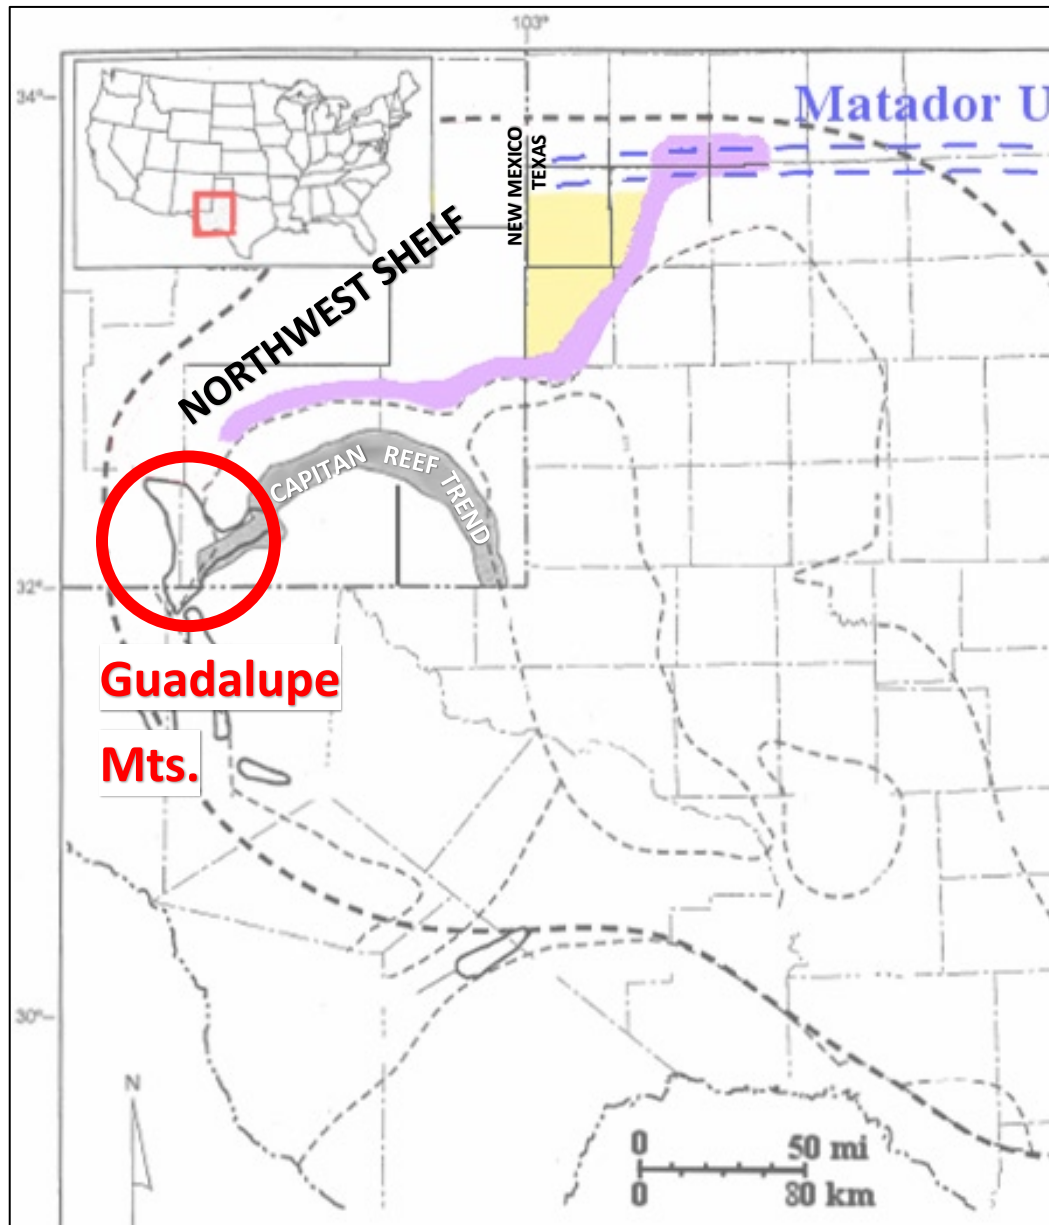 103°
34°
Matador U
NEW MEXICO
TEXAS
NORTHWEST SHELF
CAPITAN REEF TREND
32°
Guadalupe
Mts.
30°
N
0 50 mi
0 80 km